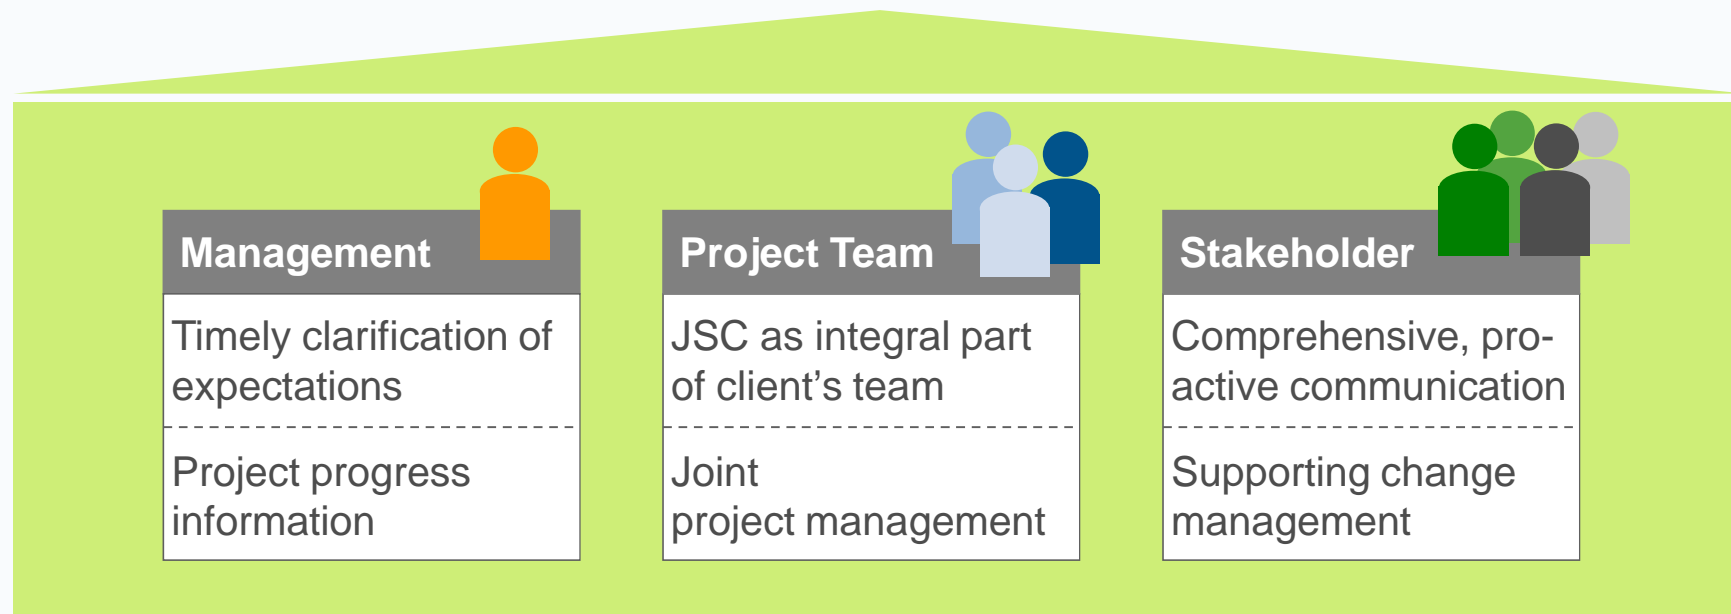 Management
Timely clarification of
expectations
Project progress
information
Project Team
JSC as integral part
of client’s team
Joint
project management
Stakeholder
Comprehensive, pro-
active communication
Supporting change
management